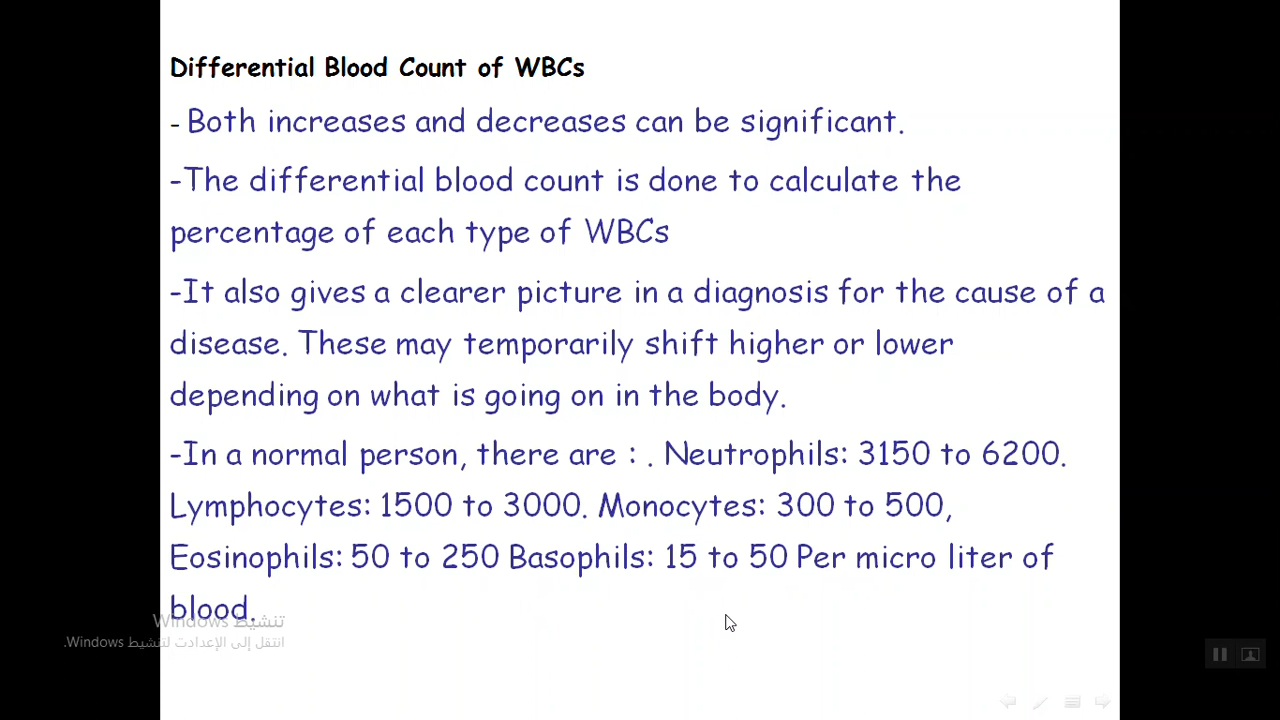 Differential Blood Count of WBCs
- Both increases and decreases can be significant.
-The differential blood count is done to calculate the
percentage of each type of WBCs
-It also gives a clearer picture in a diagnosis for the cause of a
disease. These may temporarily shift higher or lower
depending on what is going on in the body.
-In a normal person, there are : . Neutrophils: 3150 to 6200.
Lymphocytes: 1500 to 3000. Monocytes: 300 to 500,
Eosinophils: 50 to 250 Basophils: 15 to 50 Per micro liter of
blood.
تنشيط Windows
انتقل إلى الإعدادت لتنشيط Windows.